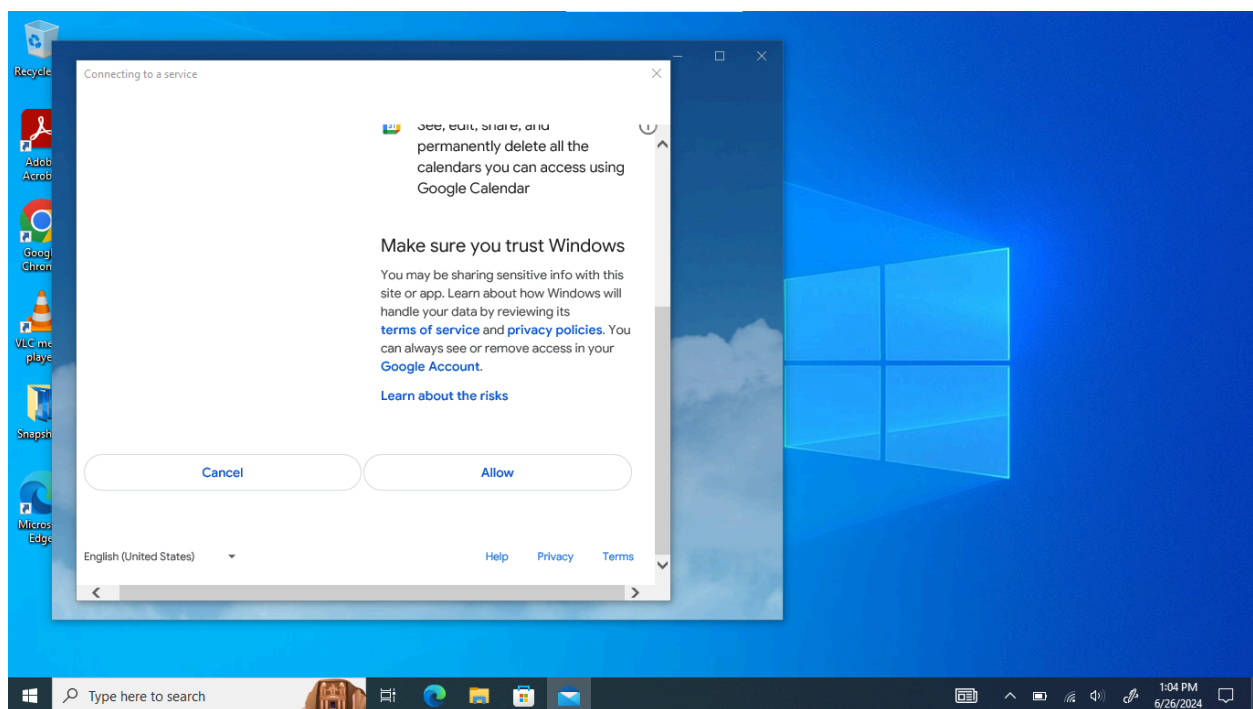 Recycle
Connecting to a service
See, edit, share, and
permanently delete all the
calendars you can access using
Google Calendar
Adob
Acrob
Make sure you trust Windows
You may be sharing sensitive info with this
site or app. Learn about how Windows will
handle your data by reviewing its
terms of service and privacy policies. You
can always see or remove access in your
Google Account.
Learn about the risks
Googl
Chron
VLC me
playe
Snapsh
Cancel
Allow
Micros
Edge
English (United States)
Help Privacy Terms
Type here to search
1:04 PM
6/26/2024